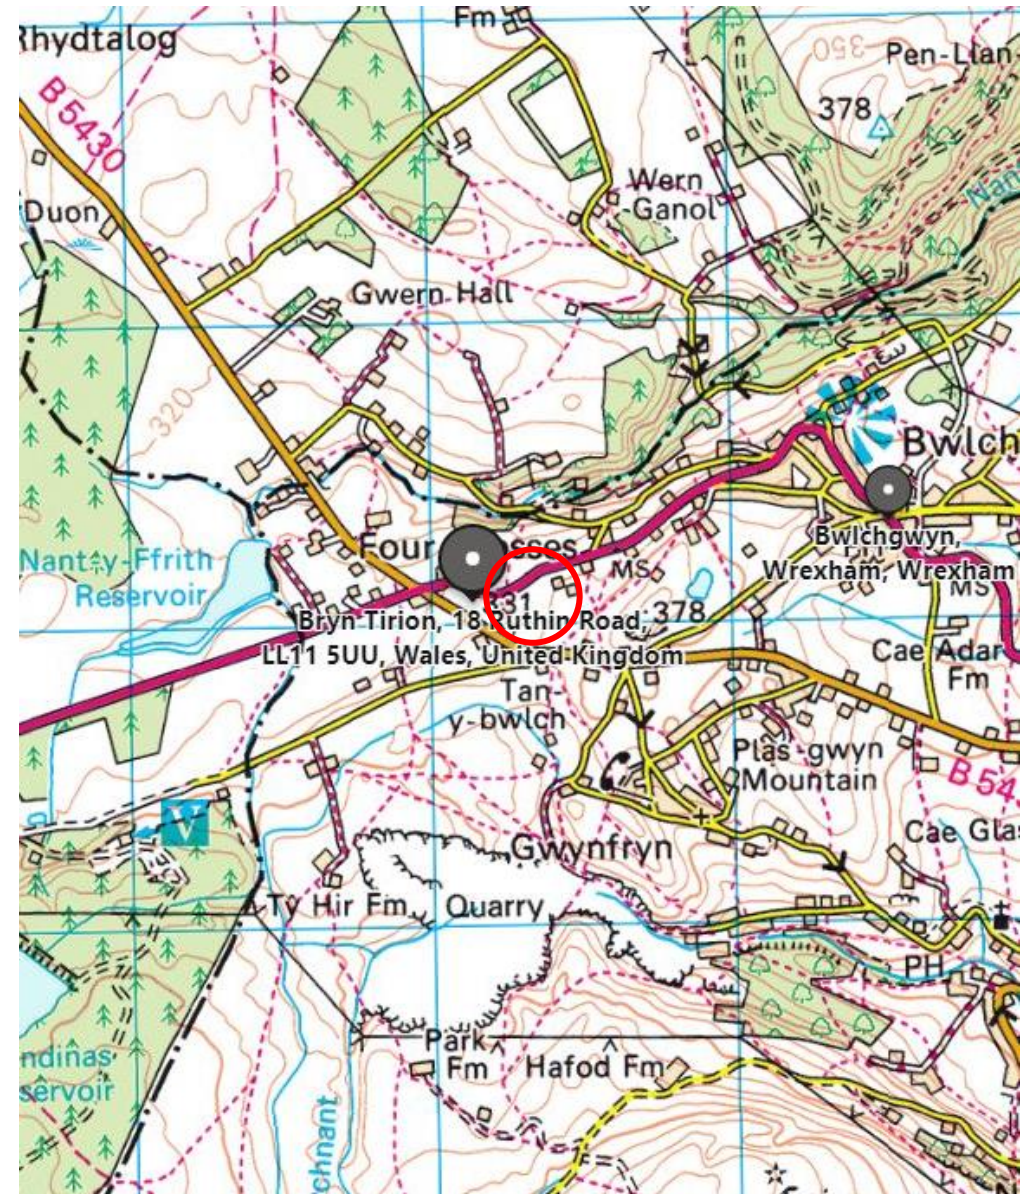 Fm
Rhydtalog
Pen-Llan
350
B5430
378
Wern
-Ganol
Duon
Nan
Gwern Hall
320
Bwlch
Four
sses
Bwlchgwyn,
Wrexham, Wrexham
MS
MS
Nant-y-Ffrith
Reservoir
31
378
Bryn Tirion, 18 Ruthin Road,
LL11 5UU, Wales, United Kingdom
Cae Adar
Fm
Tan-
y-bwlch
Plas-gwyn
Mountain
B 54
V
Cae Glas
Gwynfryn
Ty Hir Fm
Quarry
PH
Park
Fm
Hafod Fm
ndinas
servoir
chnant